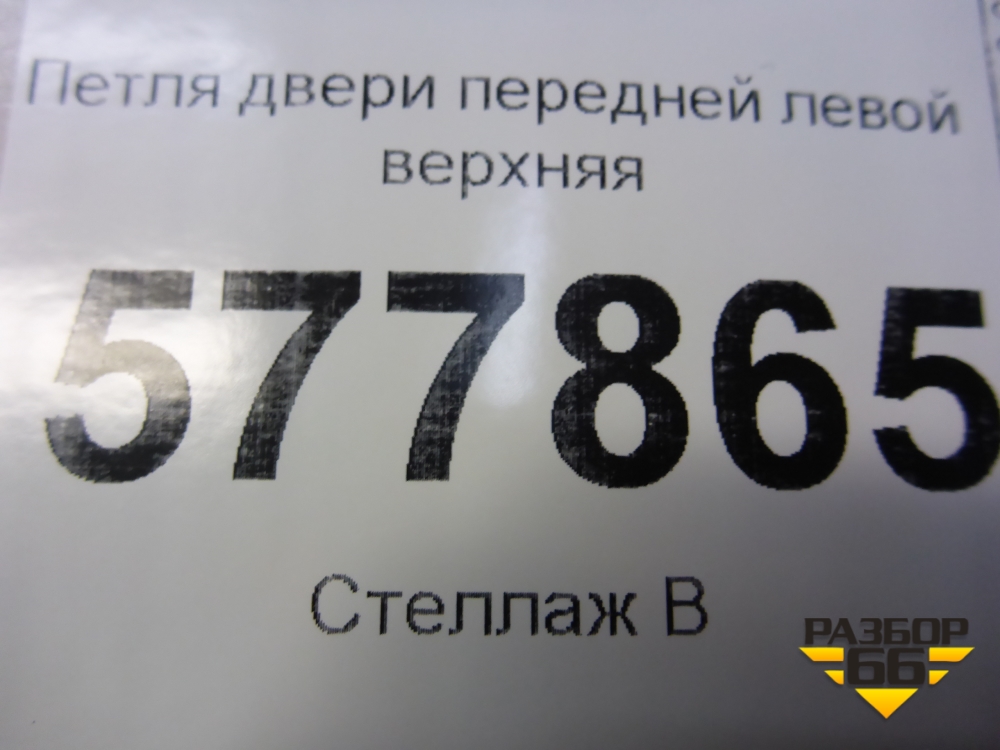 Петля двери передней левой
верхняя
577865
Стеллаж В
РАЗБОР
66